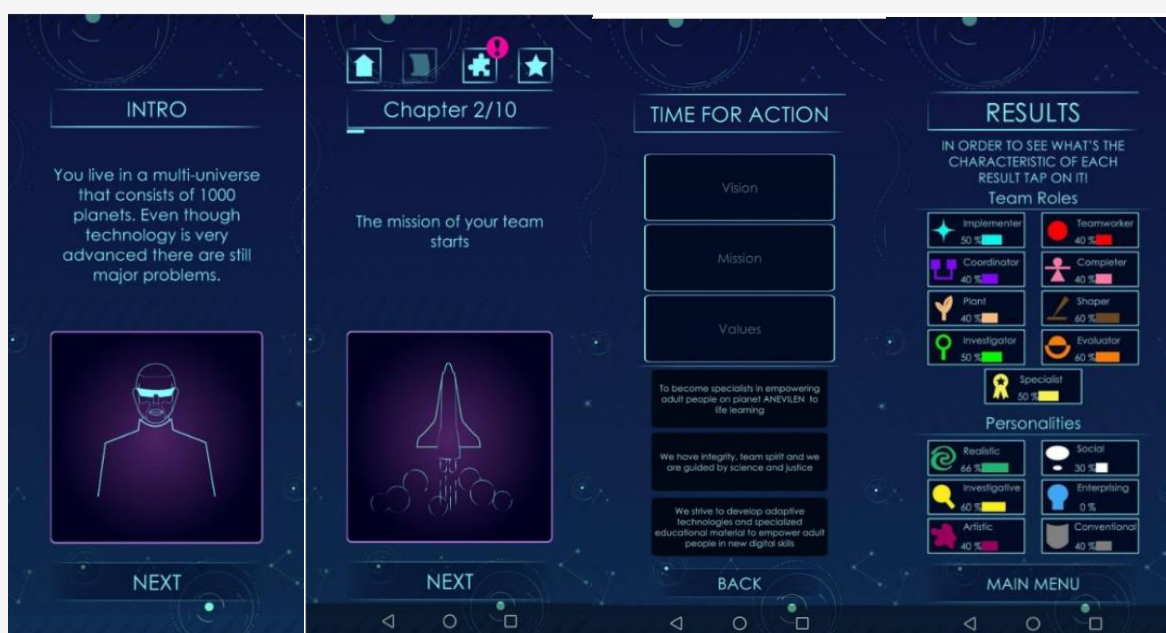 INTRO
You live in a multi-universe
that consists of 1000
planets. Even though
technology is very
advanced there are still
major problems.
NEXT
Chapter 2/10
The mission of your team
starts
NEXT
TIME FOR ACTION
Vision
Mission
Values
To become specialists in empowering
adult people on planet ANEVILEN to
life learning
We have integrity, team spirit and we
are guided by science and justice
We strive to develop adaptive
technologies and specialized
educational material to empower adult
people in new digital skills
BACK
RESULTS
IN ORDER TO SEE WHAT'S THE
CHARACTERISTIC OF EACH
RESULT TAP ON IT!
Team Roles
Implementer
50 %
Teamworker
40 %
Coordinator
40 %
Completer
40 %
Plant
40 %
Shaper
60 %
Investigator
50 %
Evaluator
60 %
Specialist
50 %
Personalities
Realistic
66 %
Social
30 %
Investigative
60 %
Enterprising
0 %
Artistic
40 %
Conventional
40 %
MAIN MENU